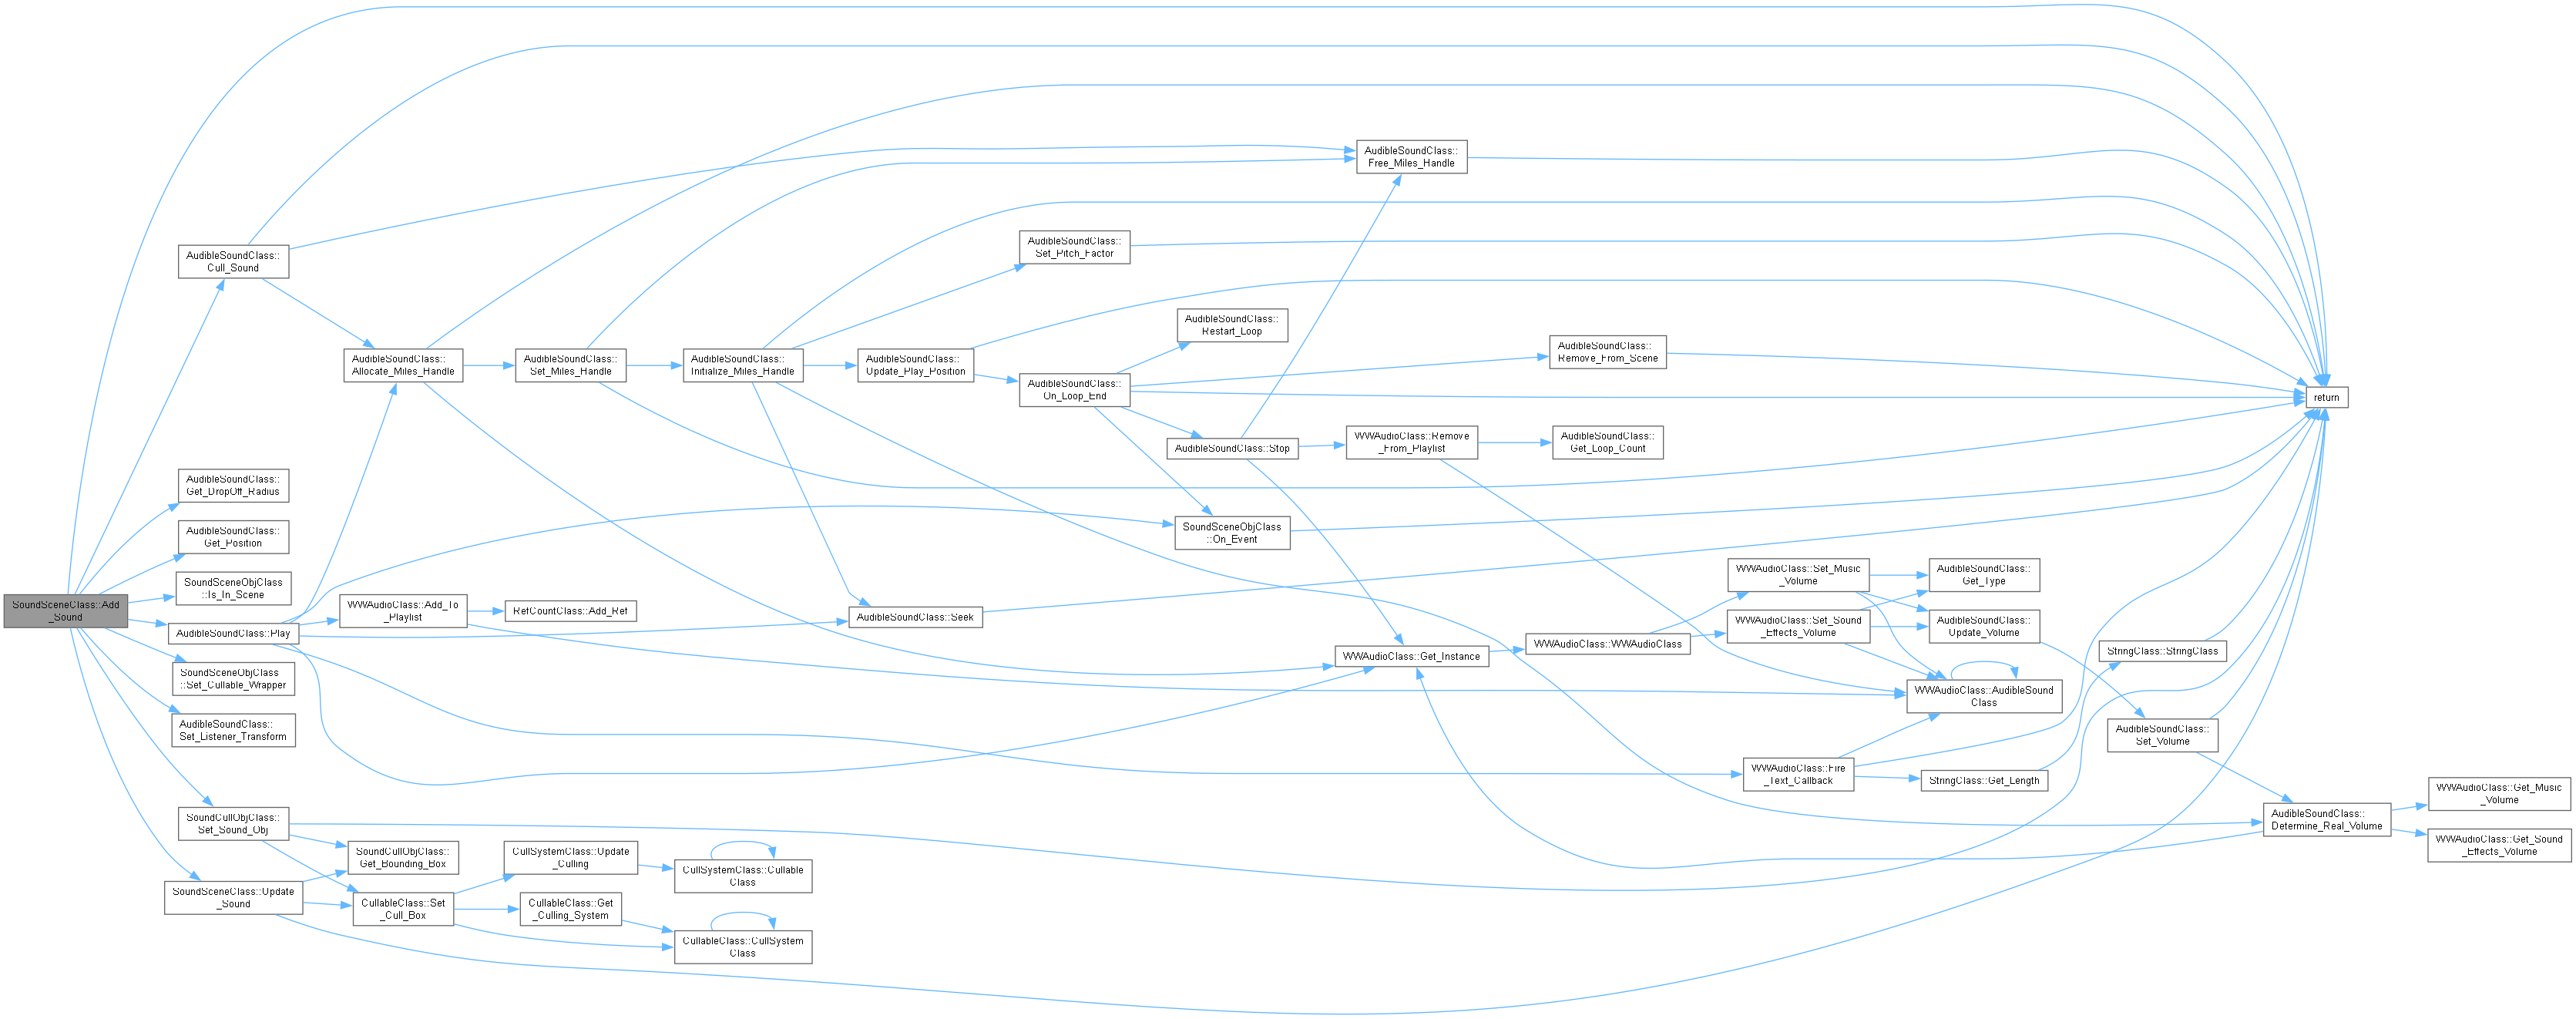 SoundSceneClass::Add
_Sound
AudibleSoundClass::
Cull_Sound
AudibleSoundClass::
Get_DropOff_Radius
AudibleSoundClass::
Get_Position
SoundSceneObjClass
::Is_In_Scene
AudibleSoundClass::Play
SoundSceneObjClass
::Set_Cullable_Wrapper
AudibleSoundClass::
Set_Listener_Transform
SoundCullObjClass::
Set_Sound_Obj
SoundSceneClass::Update
_Sound
AudibleSoundClass::
Allocate_Miles_Handle
WWAudioClass::Add_To
_Playlist
SoundCullObjClass::
Get_Bounding_Box
CullableClass::Set
_Cull_Box
AudibleSoundClass::
Set_Miles_Handle
RefCountClass::Add_Ref
CullSystemClass::Update
_Culling
CullableClass::Get
_Culling_System
AudibleSoundClass::
Initialize_Miles_Handle
CullSystemClass::Cullable
Class
CullableClass::CullSystem
Class
AudibleSoundClass::
Update_Play_Position
AudibleSoundClass::Seek
AudibleSoundClass::
Set_Pitch_Factor
AudibleSoundClass::
On_Loop_End
AudibleSoundClass::
Restart_Loop
AudibleSoundClass::Stop
SoundSceneObjClass
::On_Event
AudibleSoundClass::
Free_Miles_Handle
WWAudioClass::Remove
_From_Playlist
WWAudioClass::Get_Instance
AudibleSoundClass::
Remove_From_Scene
AudibleSoundClass::
Get_Loop_Count
WWAudioClass::WWAudioClass
WWAudioClass::Set_Music
_Volume
WWAudioClass::Set_Sound
_Effects_Volume
WWAudioClass::Fire
_Text_Callback
AudibleSoundClass::
Get_Type
AudibleSoundClass::
Update_Volume
WWAudioClass::AudibleSound
Class
StringClass::Get_Length
StringClass::StringClass
AudibleSoundClass::
Set_Volume
return
AudibleSoundClass::
Determine_Real_Volume
WWAudioClass::Get_Music
_Volume
WWAudioClass::Get_Sound
_Effects_Volume